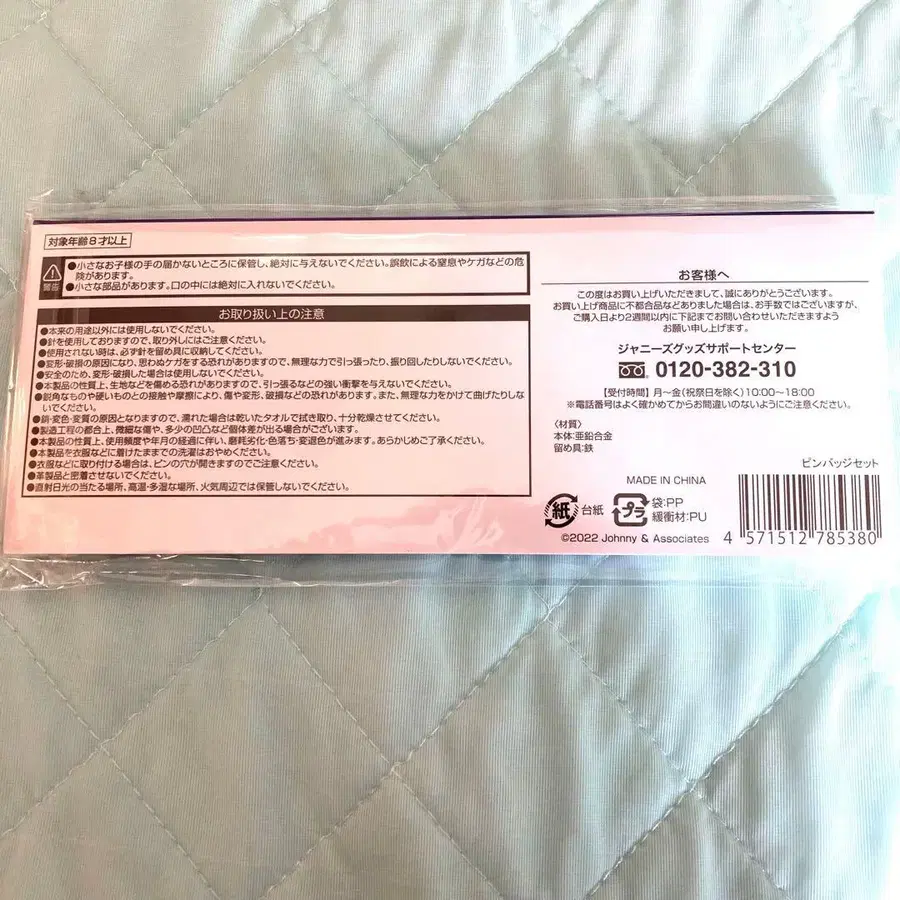 対象年齢8才以上
警告
●小さなお子様の手の届かないところに保管し、絶対に与えないでください。誤飲による窒息やケガなどの危
険があります。
●小さな部品があります。口の中には絶対に入れないでください。
お取り扱い上の注意
●本来の用途以外には使用しないでください。
●針を使用しておりますので、取り外しにはご注意ください。
●使用されない時は、必ず針を留め具に収納してください。
●変形・破損の原因になり、思わぬケガをする恐れがありますので、無理な力で引っ張ったり、振り回したりしないでください。
●安全のため、変形・破損した場合は使用しないでください。
●本製品の性質上、生地などを傷める恐れがありますので、引っ張るなどの強い衝撃を与えないでください。
●鋭角なものや硬いものとの接触や摩擦により、傷や変形、破損などの恐れがあります。また、無理な力をかけて曲げたりしな
いでください。
●錆・変色・変質の原因となりますので、濡れた場合は乾いたタオルで拭き取り、十分乾燥させてください。
●製造工程の都合上、微細な傷や、多少の凹凸など個体差が出る場合がございます。
●本製品の性質上、使用頻度や年月の経過に伴い、磨耗劣化・色落ち・変退色が進みます。あらかじめご了承ください。
●本製品を衣服などに着けたままでの洗濯はおやめください。
●衣服などに取り付ける場合は、ピンの穴が開きますのでご注意ください。
●革製品と密着させないでください。
●直射日光の当たる場所、高温・多湿な場所、火気周辺では保管しないでください。
お客様へ
この度はお買い上げいただきまして、誠にありがとうございます。
お買い上げ商品に不都合品などありました場合は、お手数ではございますが、
ご購入日より2週間以内に下記までお問い合わせいただきますよう
お願い申し上げます。
ジャニーズグッズサポートセンター
0120-382-310
【受付時間】月〜金(祝祭日を除く)10:00〜18:00
※電話番号はよく確かめてからお間違いのないようにご注意ください。
〈材質〉
本体:亜鉛合金
留め具:鉄
ピンバッジセット
MADE IN CHINA
紙 台紙
プラ 袋:PP
緩衝材:PU
©2022 Johnny & Associates
4 571512 785380